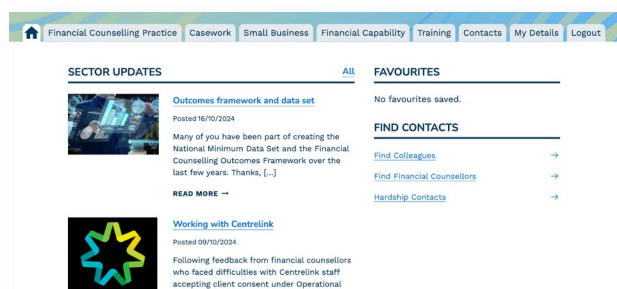 Financial Counselling Practice Casework Small Business Financial Capability Training Contacts My Details Logout
SECTOR UPDATES All
Outcomes framework and data set
Posted 16/10/2024
Many of you have been part of creating the
National Minimum Data Set and the Financial
Counselling Outcomes Framework over the
last few years. Thanks, [...]
READ MORE →
Working with Centrelink
Posted 09/10/2024
Following feedback from financial counsellors
who faced difficulties with Centrelink staff
accepting client consent under Operational
FAVOURITES
No favourites saved.
FIND CONTACTS
Find Colleagues →
Find Financial Counsellors →
Hardship Contacts →